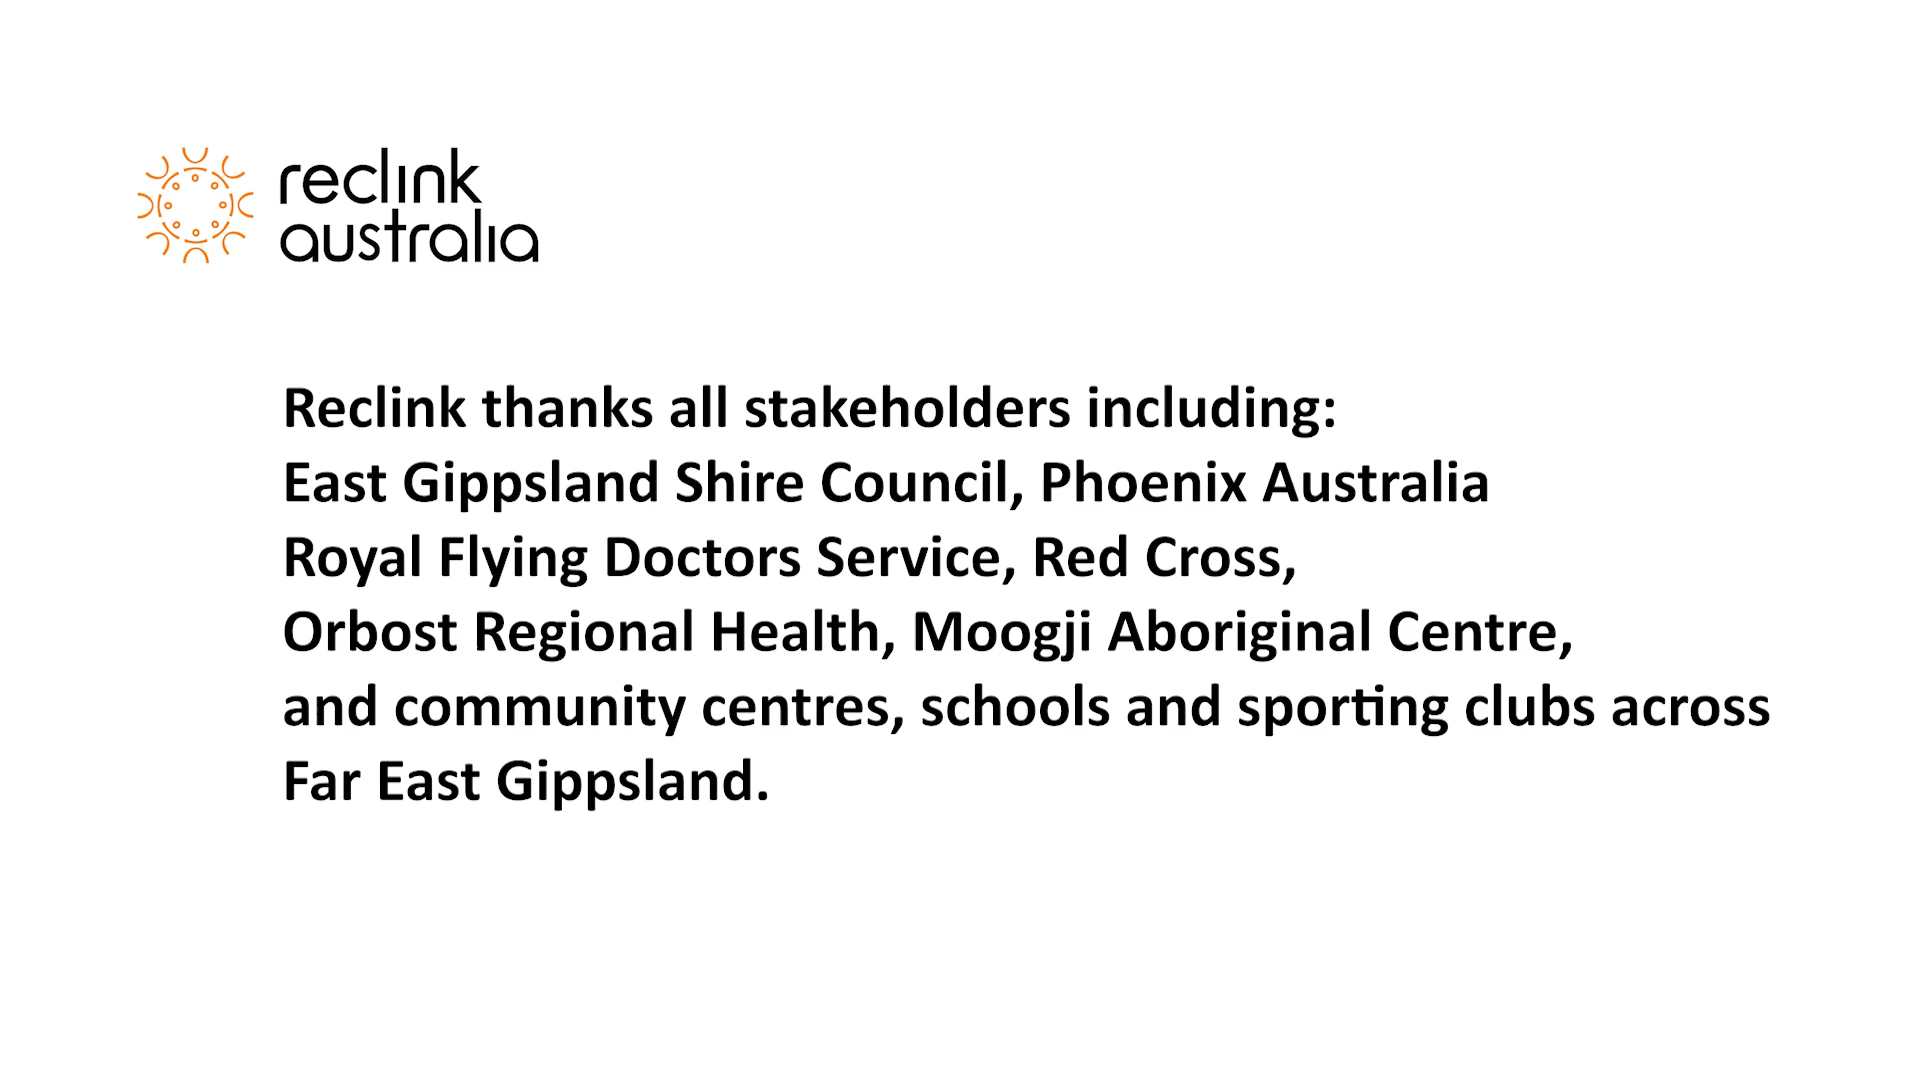 reclink
australia
Reclink thanks all stakeholders including:
East Gippsland Shire Council, Phoenix Australia
Royal Flying Doctors Service, Red Cross,
Orbost Regional Health, Moogji Aboriginal Centre,
and community centres, schools and sporting clubs across
Far East Gippsland.